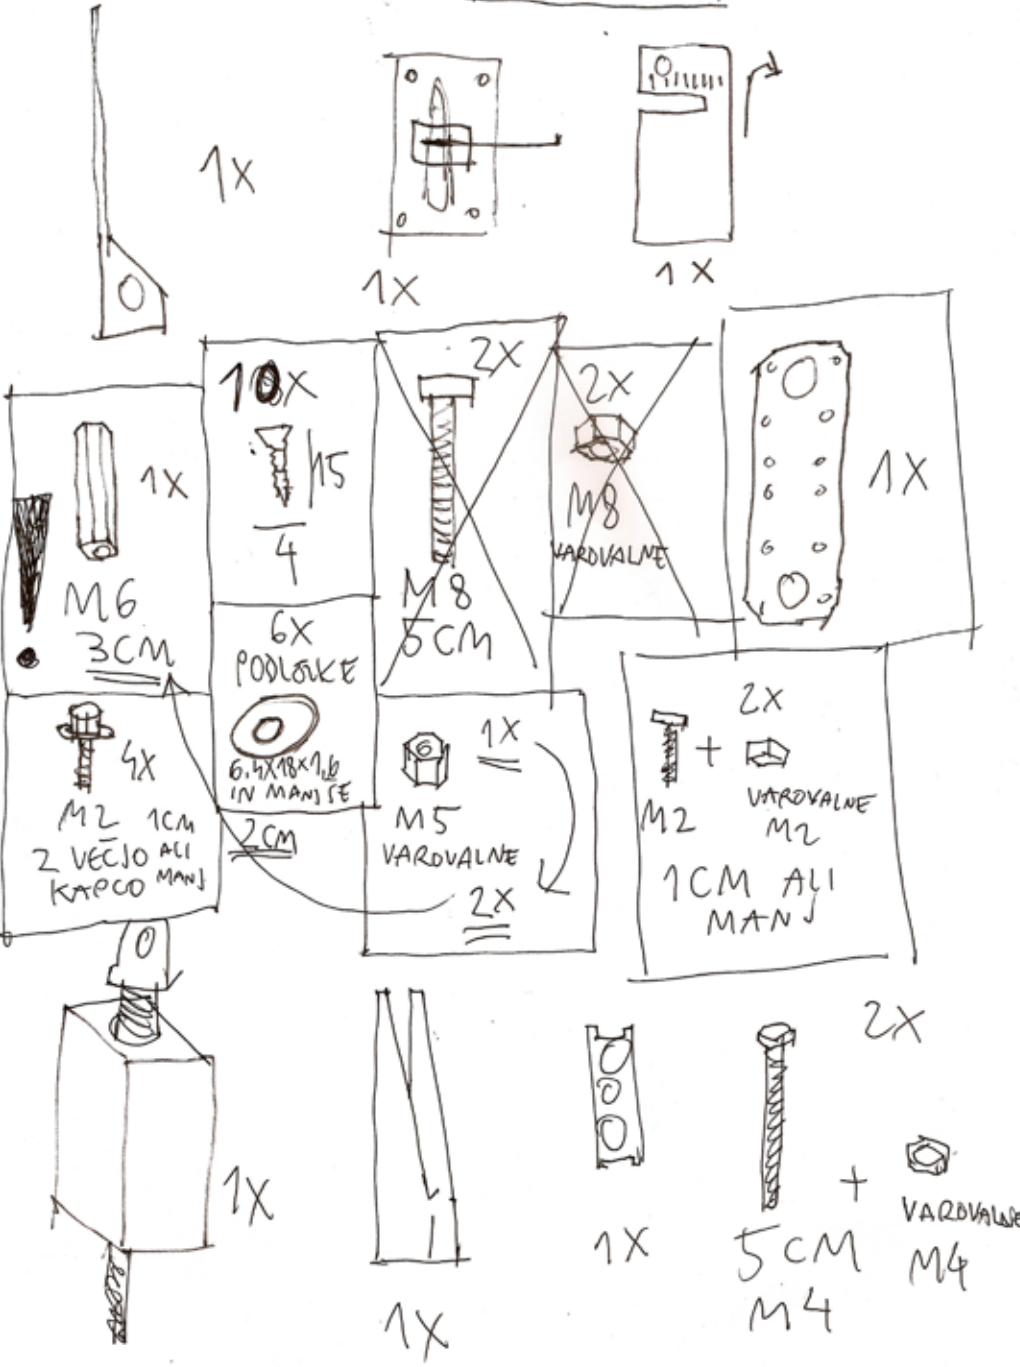 1X
1X
1X
10X
15
4
2X
M8
5CM
2X
M8
VAROVALNE
1X
1X
M6
3CM
6X
PODLOŽKE
6,4X18X1,6
IN MANJŠE
4X
M2 1CM
ALI
MANJ
Z VEČJO
KAPCO
2CM
6
1X
M5
VAROVALNE
2X
2X
+
M2
VAROVALNE
M2
1CM ALI
MANJ
1X
1X
1X
2X
5CM
M4
+
VAROVALNE
M4